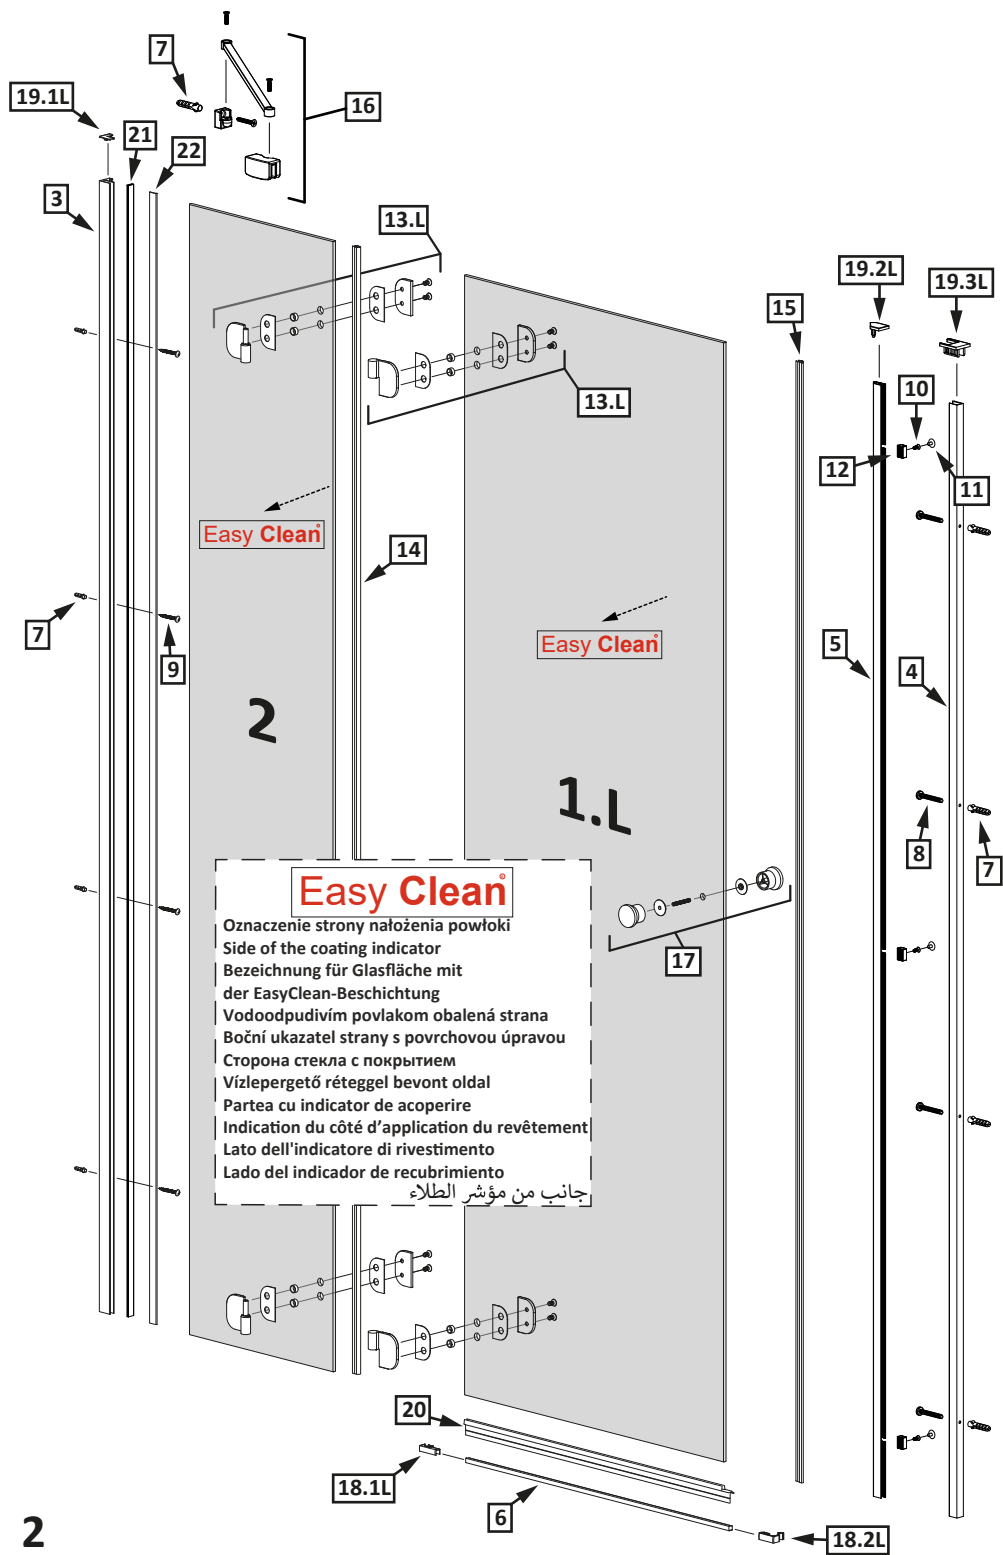 7
19.1L
16
21
22
3
13.L
19.2L
19.3L
15
13.L
10
12
11
Easy Clean
14
7
9
Easy Clean
5
4
2
1.L
8
7
17
Easy Clean®
Oznaczenie strony nałożenia powłoki
Side of the coating indicator
Bezeichnung für Glasfläche mit
der EasyClean-Beschichtung
Vodoodpudivím povlakom obalená strana
Boční ukazatel strany s povrchovou úpravou
Сторона стекла с покрытием
Vízlepergető réteggel bevont oldal
Partea cu indicator de acoperire
Indication du côté d’application du revêtement
Lato dell'indicatore di rivestimento
Lado del indicador de recubrimiento
جانب من مؤشر الطلاء
20
18.1L
6
18.2L
2